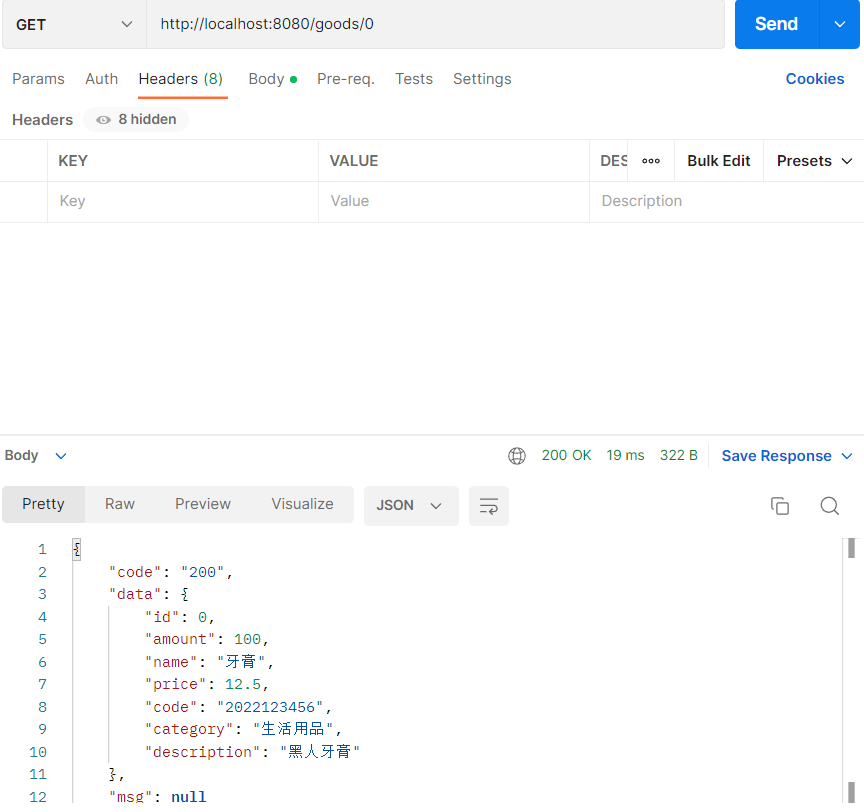 GET http://localhost:8080/goods/0 Send
Params Auth Headers (8) Body Pre-req. Tests Settings Cookies
Headers 8 hidden
KEY VALUE DES Bulk Edit Presets
Key Value Description
Body 200 OK 19 ms 322 B Save Response
Pretty Raw Preview Visualize JSON
1 {
2 "code": "200",
3 "data": {
4 "id": 0,
5 "amount": 100,
6 "name": "牙膏",
7 "price": 12.5,
8 "code": "2022123456",
9 "category": "生活用品",
10 "description": "黑人牙膏"
11 },
12 "msg": null